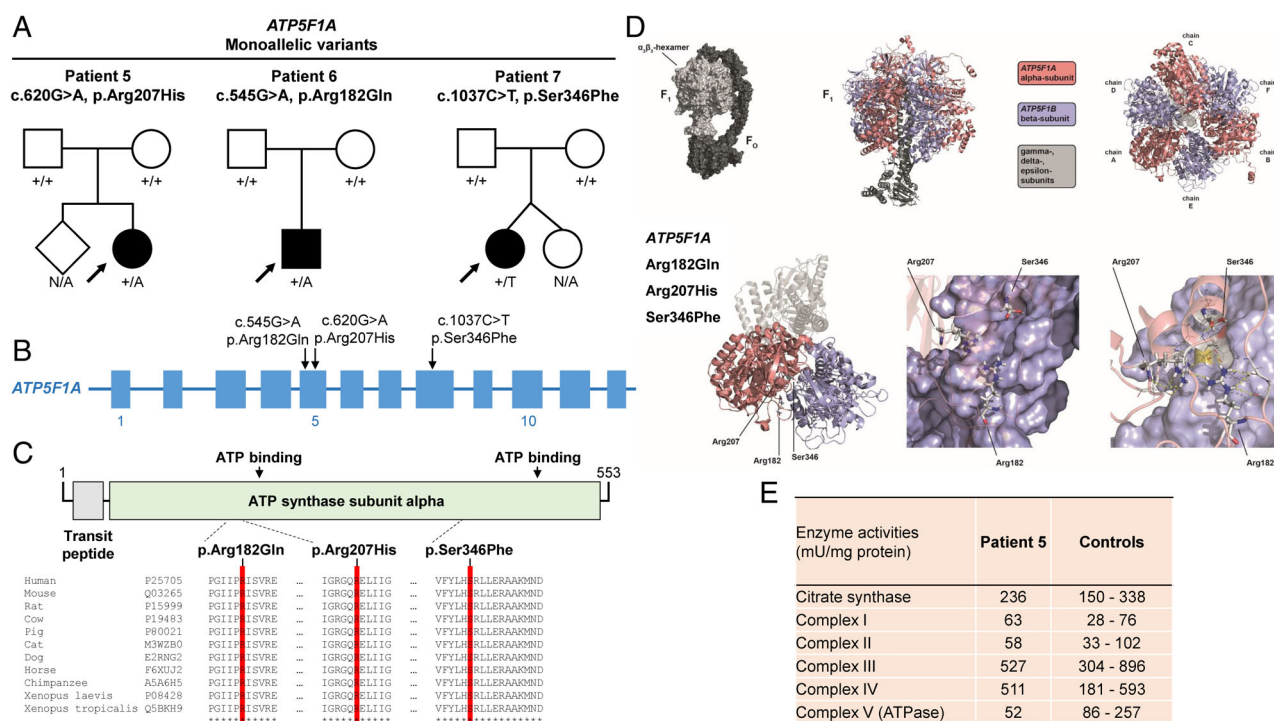 A
ATP5F1A
Monoallelic variants
Patient 5
c.620G>A, p.Arg207His
+/+
+/+
N/A
+/A
Patient 6
c.545G>A, p.Arg182Gln
+/+
+/+
+/A
Patient 7
c.1037C>T, p.Ser346Phe
+/+
+/+
+/T
N/A
B
c.545G>A
p.Arg182Gln
c.620G>A
p.Arg207His
c.1037C>T
p.Ser346Phe
ATP5F1A
1
5
10
C
1
ATP binding
ATP binding
553
ATP synthase subunit alpha
Transit
peptide
p.Arg182Gln
p.Arg207His
p.Ser346Phe
Human P25705 PGIIPRISVRE ... IGRGQRELIIG ... VFYLHSRLLERAAKMND
Mouse Q03265 PGIIPRISVRE ... IGRGQRELIIG ... VFYLHSRLLERAAKMND
Rat P15999 PGIIPRISVRE ... IGRGQRELIIG ... VFYLHSRLLERAAKMND
Cow P19483 PGIIPRISVRE ... IGRGQRELIIG ... VFYLHSRLLERAAKMND
Pig P80021 PGIIPRISVRE ... IGRGQRELIIG ... VFYLHSRLLERAAKMND
Cat M3WZB0 PGIIPRISVRE ... IGRGQRELIIG ... VFYLHSRLLERAAKMND
Dog E2RNG2 PGIIPRISVRE ... IGRGQRELIIG ... VFYLHSRLLERAAKMND
Horse F6XUJ2 PGIIPRISVRE ... IGRGQRELIIG ... VFYLHSRLLERAAKMND
Chimpanzee A5A6H5 PGIIPRISVRE ... IGRGQRELIIG ... VFYLHSRLLERAAKMND
Xenopus laevis P08428 PGIIPRISVRE ... IGRGQRELIIG ... VFYLHSRLLERAAKMND
Xenopus tropicalis Q5BKH9 PGIIPRISVRE ... IGRGQRELIIG ... VFYLHSRLLERAAKMND
*********** *********** *****************
D
α3β3-hexamer
F1
FO
F1
ATP5F1A
alpha-subunit
ATP5F1B
beta-subunit
gamma-,
delta-,
epsilon-
subunits
chain
C
chain
D
chain
F
chain
A
chain
B
chain
E
ATP5F1A
Arg182Gln
Arg207His
Ser346Phe
Arg207
Arg182
Ser346
Arg207
Ser346
Arg182
Arg207
Ser346
Arg182
E
Enzyme activities
(mU/mg protein)
Patient 5
Controls
Citrate synthase 236 150 - 338
Complex I 63 28 - 76
Complex II 58 33 - 102
Complex III 527 304 - 896
Complex IV 511 181 - 593
Complex V (ATPase) 52 86 - 257